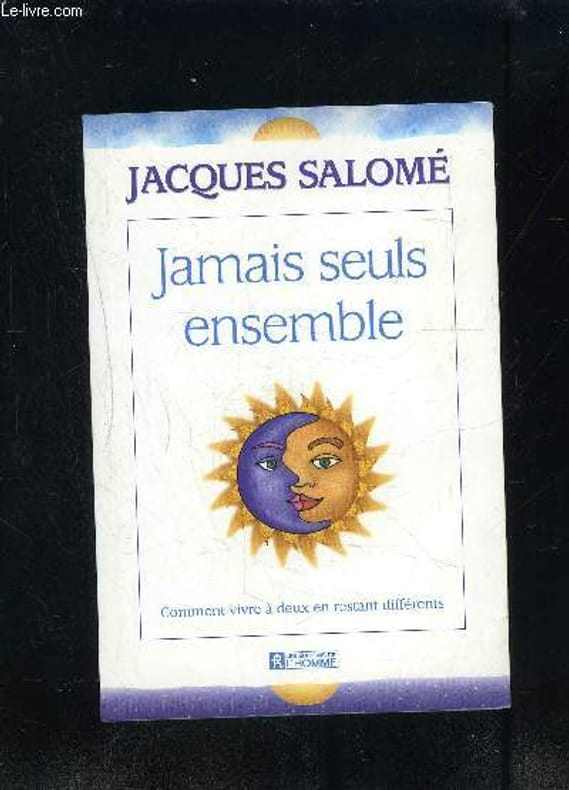 Le-livre.com
JACQUES SALOMÉ
Jamais seuls
ensemble
Comment vivre à deux en restant différents
L'HOMME